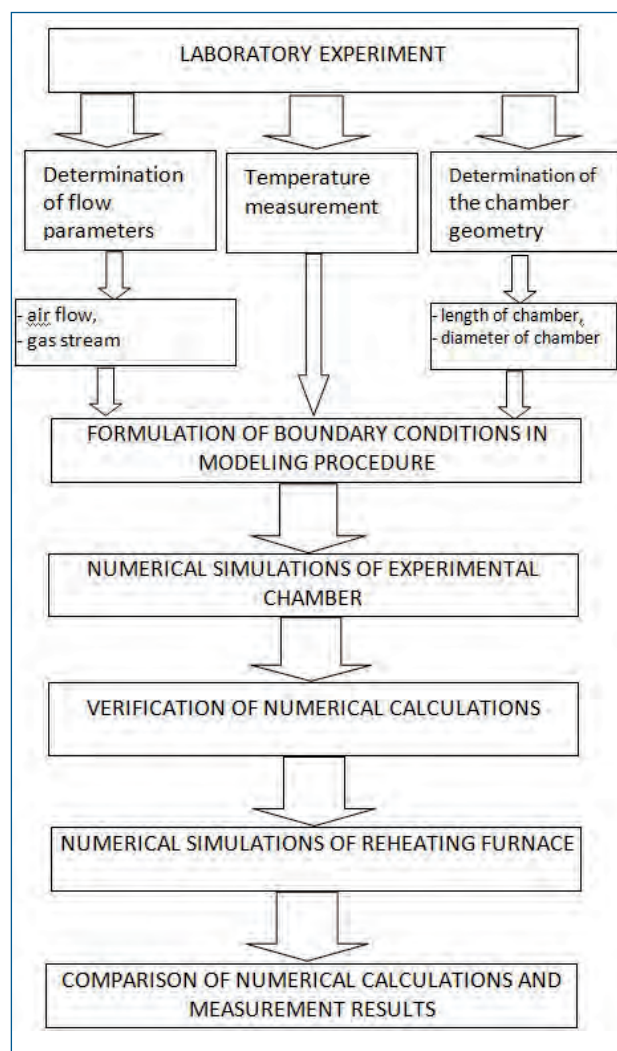 LABORATORY EXPERIMENT
Determination
of flow
parameters
Temperature
measurement
Determination of
the chamber
geometry
- air flow,
- gas stream
- length of chamber,
- diameter of chamber
FORMULATION OF BOUNDARY CONDITIONS IN
MODELING PROCEDURE
NUMERICAL SIMULATIONS OF EXPERIMENTAL
CHAMBER
VERIFICATION OF NUMERICAL CALCULATIONS
NUMERICAL SIMULATIONS OF REHEATING FURNACE
COMPARISON OF NUMERICAL CALCULATIONS AND
MEASUREMENT RESULTS